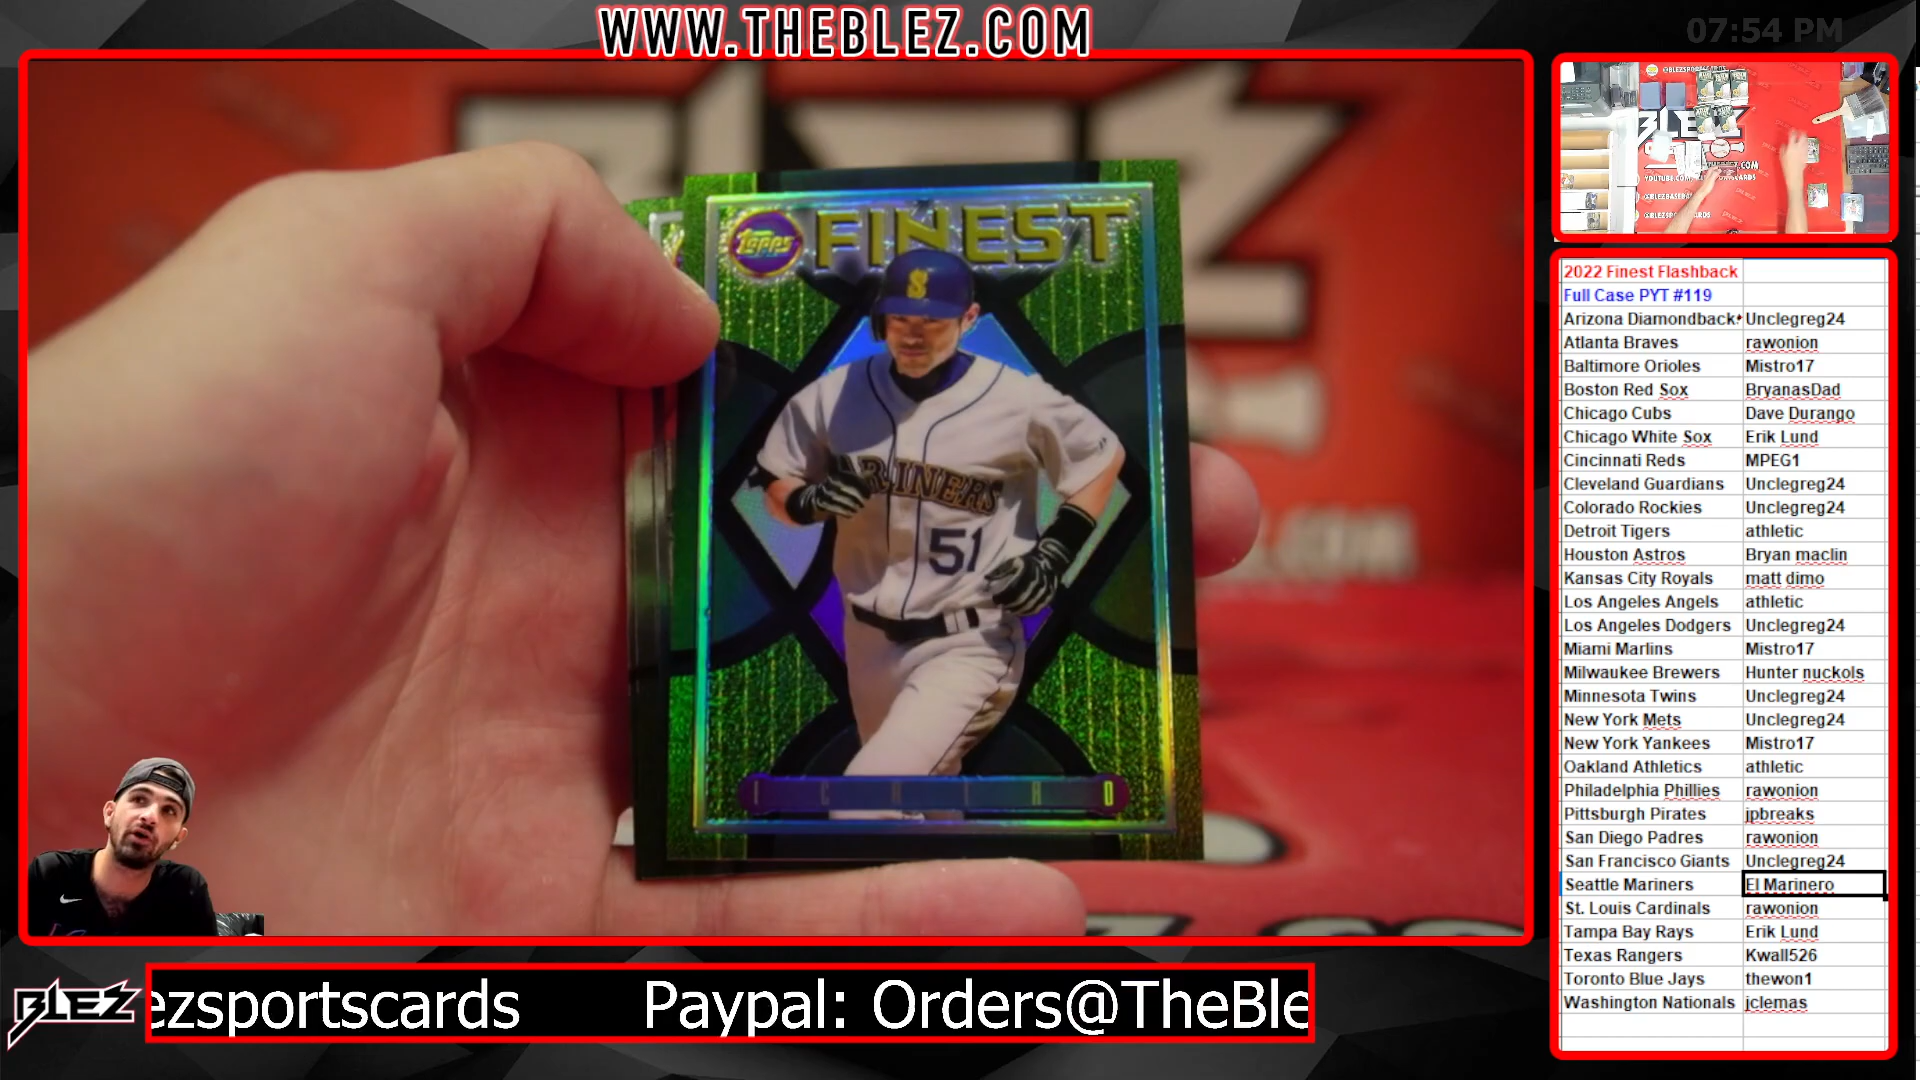 WWW.THEBLEZ.COM
07:54 PM
Topps FINEST
S
MARINERS
51
ICHIRO
2022 Finest Flashback
Full Case PYT #119
Arizona Diamondback Unclegreg24
Atlanta Braves rawonion
Baltimore Orioles Mistro17
Boston Red Sox BryanasDad
Chicago Cubs Dave Durango
Chicago White Sox Erik Lund
Cincinnati Reds MPEG1
Cleveland Guardians Unclegreg24
Colorado Rockies Unclegreg24
Detroit Tigers athletic
Houston Astros Bryan maclin
Kansas City Royals matt dimo
Los Angeles Angels athletic
Los Angeles Dodgers Unclegreg24
Miami Marlins Mistro17
Milwaukee Brewers Hunter nuckols
Minnesota Twins Unclegreg24
New York Mets Unclegreg24
New York Yankees Mistro17
Oakland Athletics athletic
Philadelphia Phillies rawonion
Pittsburgh Pirates jpbreaks
San Diego Padres rawonion
San Francisco Giants Unclegreg24
Seattle Mariners El Marinero
St. Louis Cardinals rawonion
Tampa Bay Rays Erik Lund
Texas Rangers Kwall526
Toronto Blue Jays thewon1
Washington Nationals jclemas
BLEZ
ezsportscards Paypal: Orders@TheBle